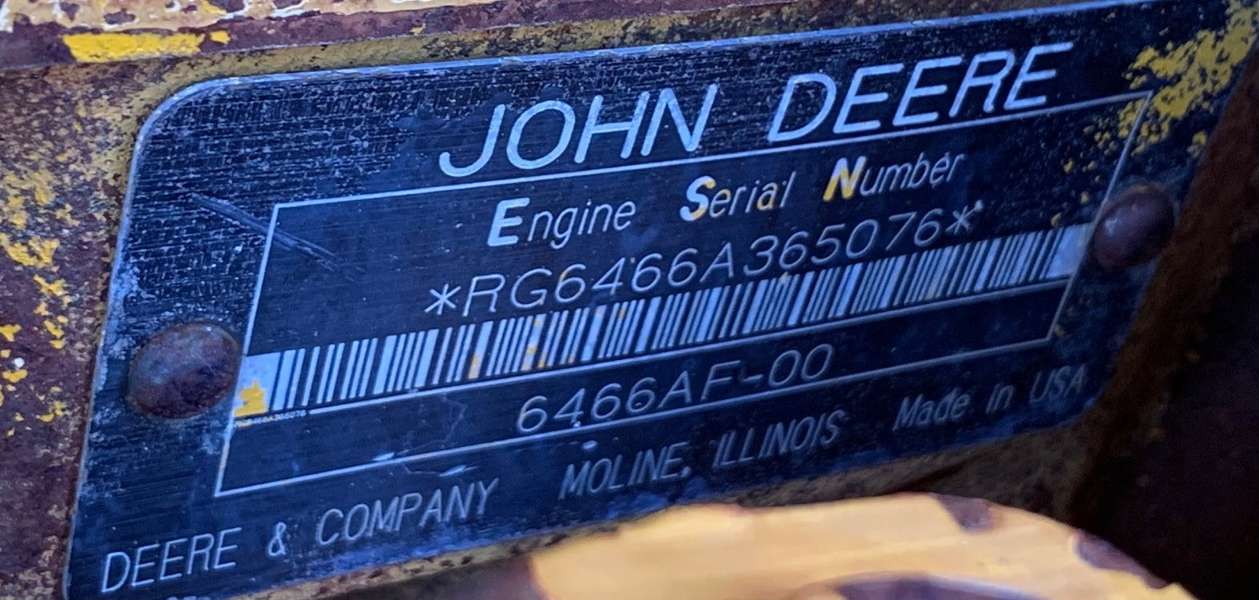 JOHN DEERE
Engine Serial Number
*RG6466A365076*
6466AF-00
DEERE & COMPANY MOLINE, ILLINOIS Made in USA